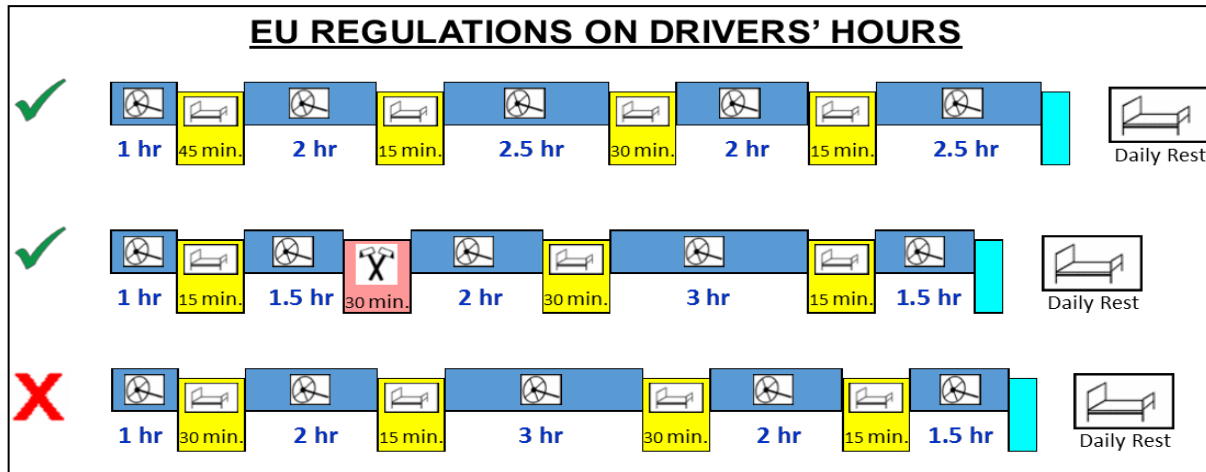 EU REGULATIONS ON DRIVERS’ HOURS
1 hr 45 min. 2 hr 15 min. 2.5 hr 30 min. 2 hr 15 min. 2.5 hr
Daily Rest
1 hr 15 min. 1.5 hr 30 min. 2 hr 30 min. 3 hr 15 min. 1.5 hr
Daily Rest
1 hr 30 min. 2 hr 15 min. 3 hr 30 min. 2 hr 15 min. 1.5 hr
Daily Rest